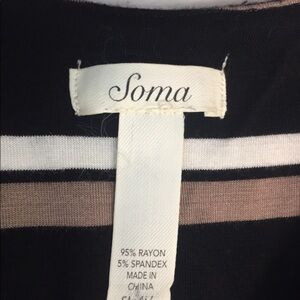 Soma
95% RAYON
5% SPANDEX
MADE IN
CHINA